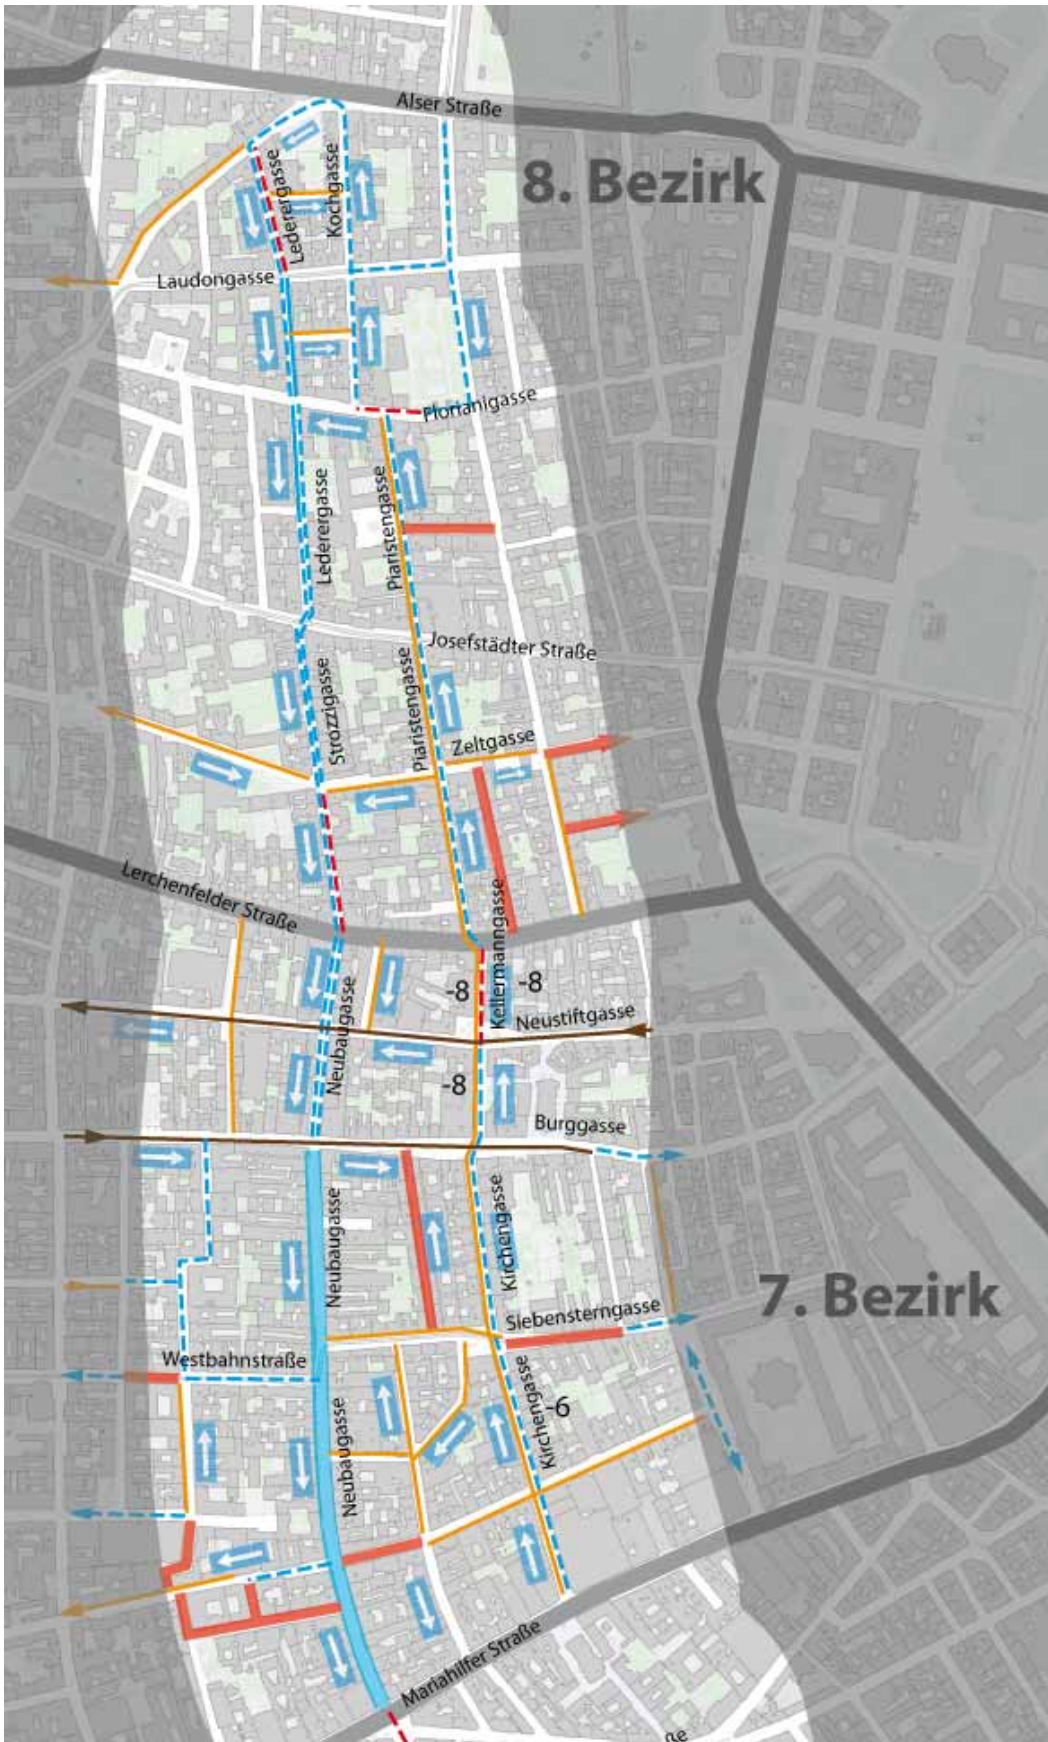 Alser Straße
8. Bezirk
Lederergasse
Kochgasse
Laudongasse
Florianigasse
Lederergasse
Piaristengasse
Josefstädter Straße
Strozzigasse
Piaristengasse
Zeltgasse
Lerchenfelder Straße
Kellermanngasse
-8
-8
Neubaugasse
Neustiftgasse
-8
Burggasse
Neubaugasse
Kirchengasse
7. Bezirk
Siebensterngasse
Westbahnstraße
Kirchengasse
-6
Neubaugasse
Mariahilfer Straße
ße